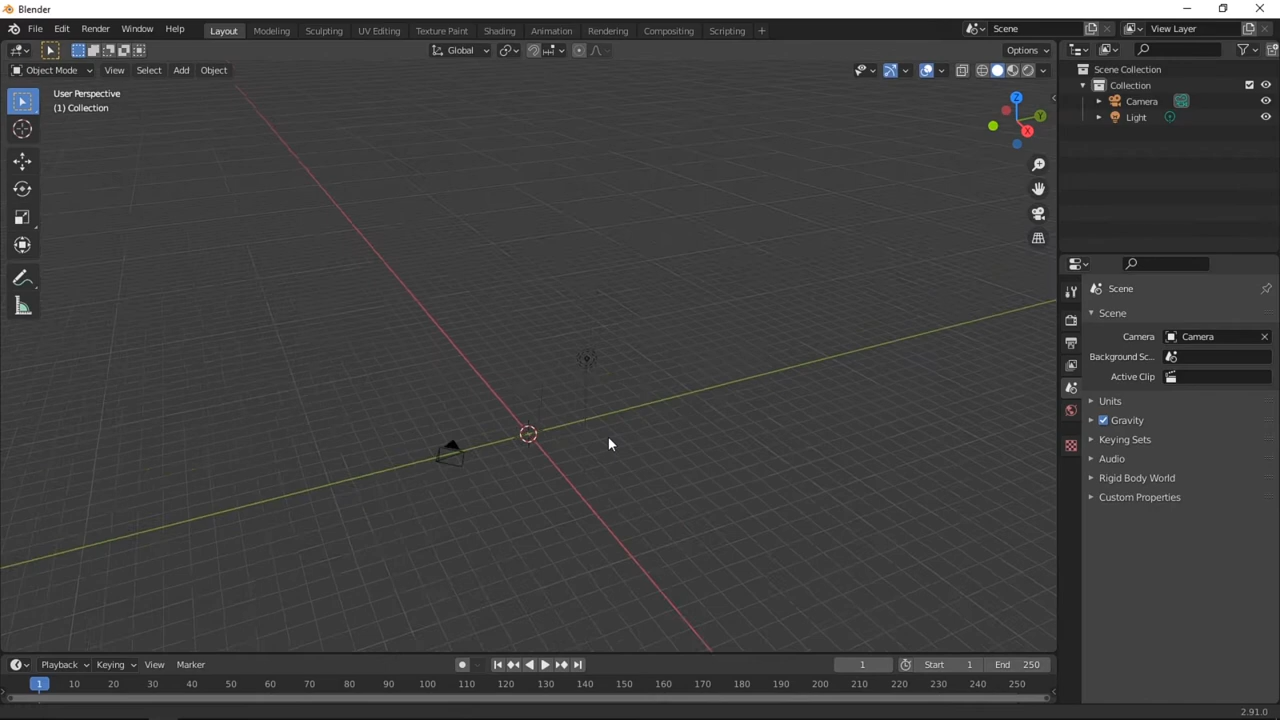 Blender
File Edit Render Window Help Layout Modeling Sculpting UV Editing Texture Paint Shading Animation Rendering Compositing Scripting + Scene View Layer
Global Options
Object Mode View Select Add Object
User Perspective
(1) Collection
Z
Y
X
Scene Collection
Collection
Camera
Light
Scene
Scene
Camera Camera
Background Sc...
Active Clip
Units
Gravity
Keying Sets
Audio
Rigid Body World
Custom Properties
Playback Keying View Marker 1 Start 1 End 250
1 10 20 30 40 50 60 70 80 90 100 110 120 130 140 150 160 170 180 190 200 210 220 230 240 250
2.91.0